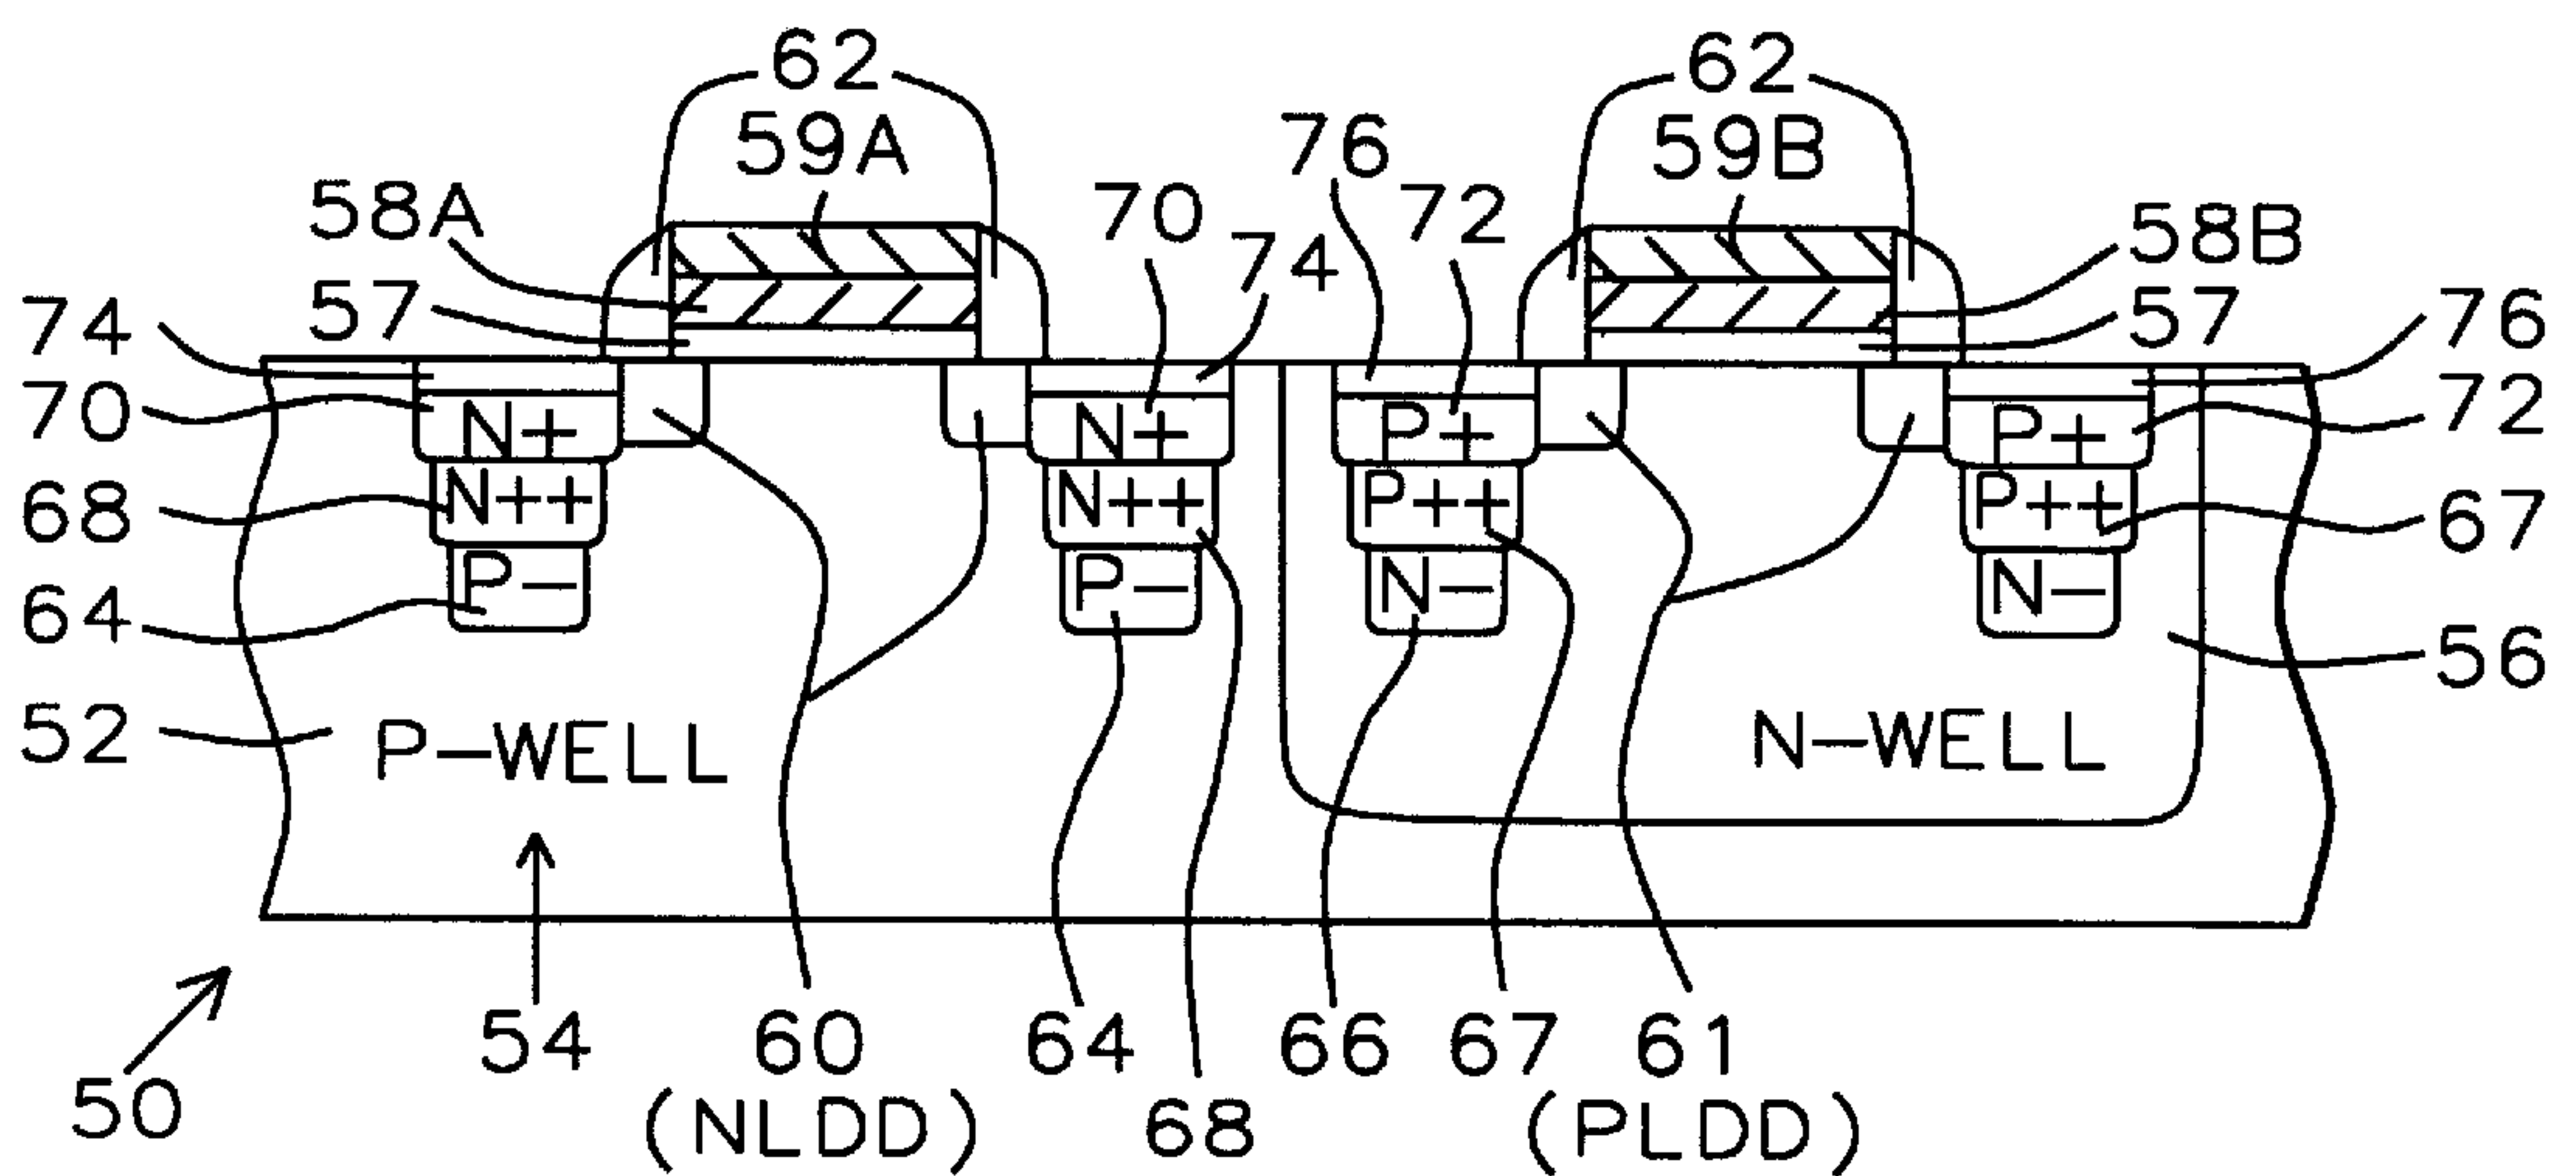 62 62
59A 76 59B
58A 70 72 58B
74 57 74 57 76
70 N+ N+ P+ P+ 72
68 N++ N++ P++ P++ 67
64 P- P- N- N- 56
52 P-WELL N-WELL
54 60 64 66 67 61
50 (NLDD) 68 (PLDD)